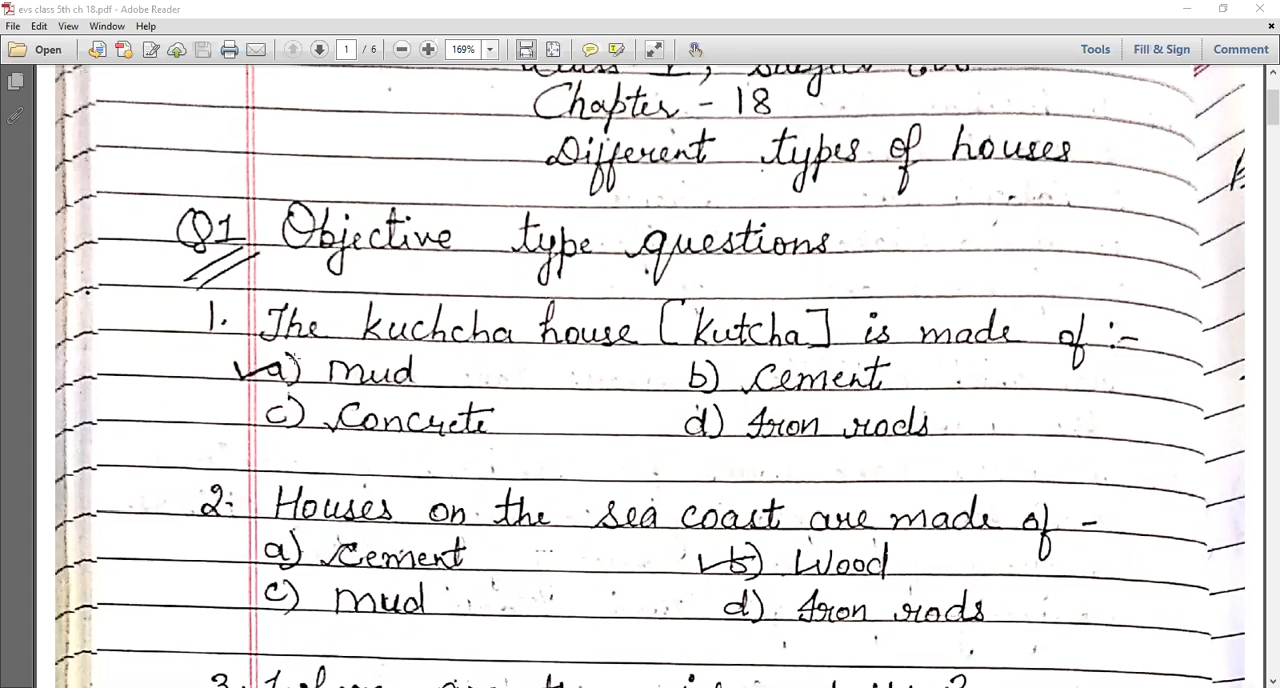 evs class 5th ch 18.pdf - Adobe Reader
File Edit View Window Help
Open 1 / 6 169% Tools Fill & Sign Comment
Chapter - 18
Different types of houses
Q1 Objective type questions
1. The kuchcha house [kutcha] is made of :-
a) mud b) Cement
c) Concrete d) Iron rods
2. Houses on the sea coast are made of -
a) Cement b) Wood
c) mud d) Iron rods
3.